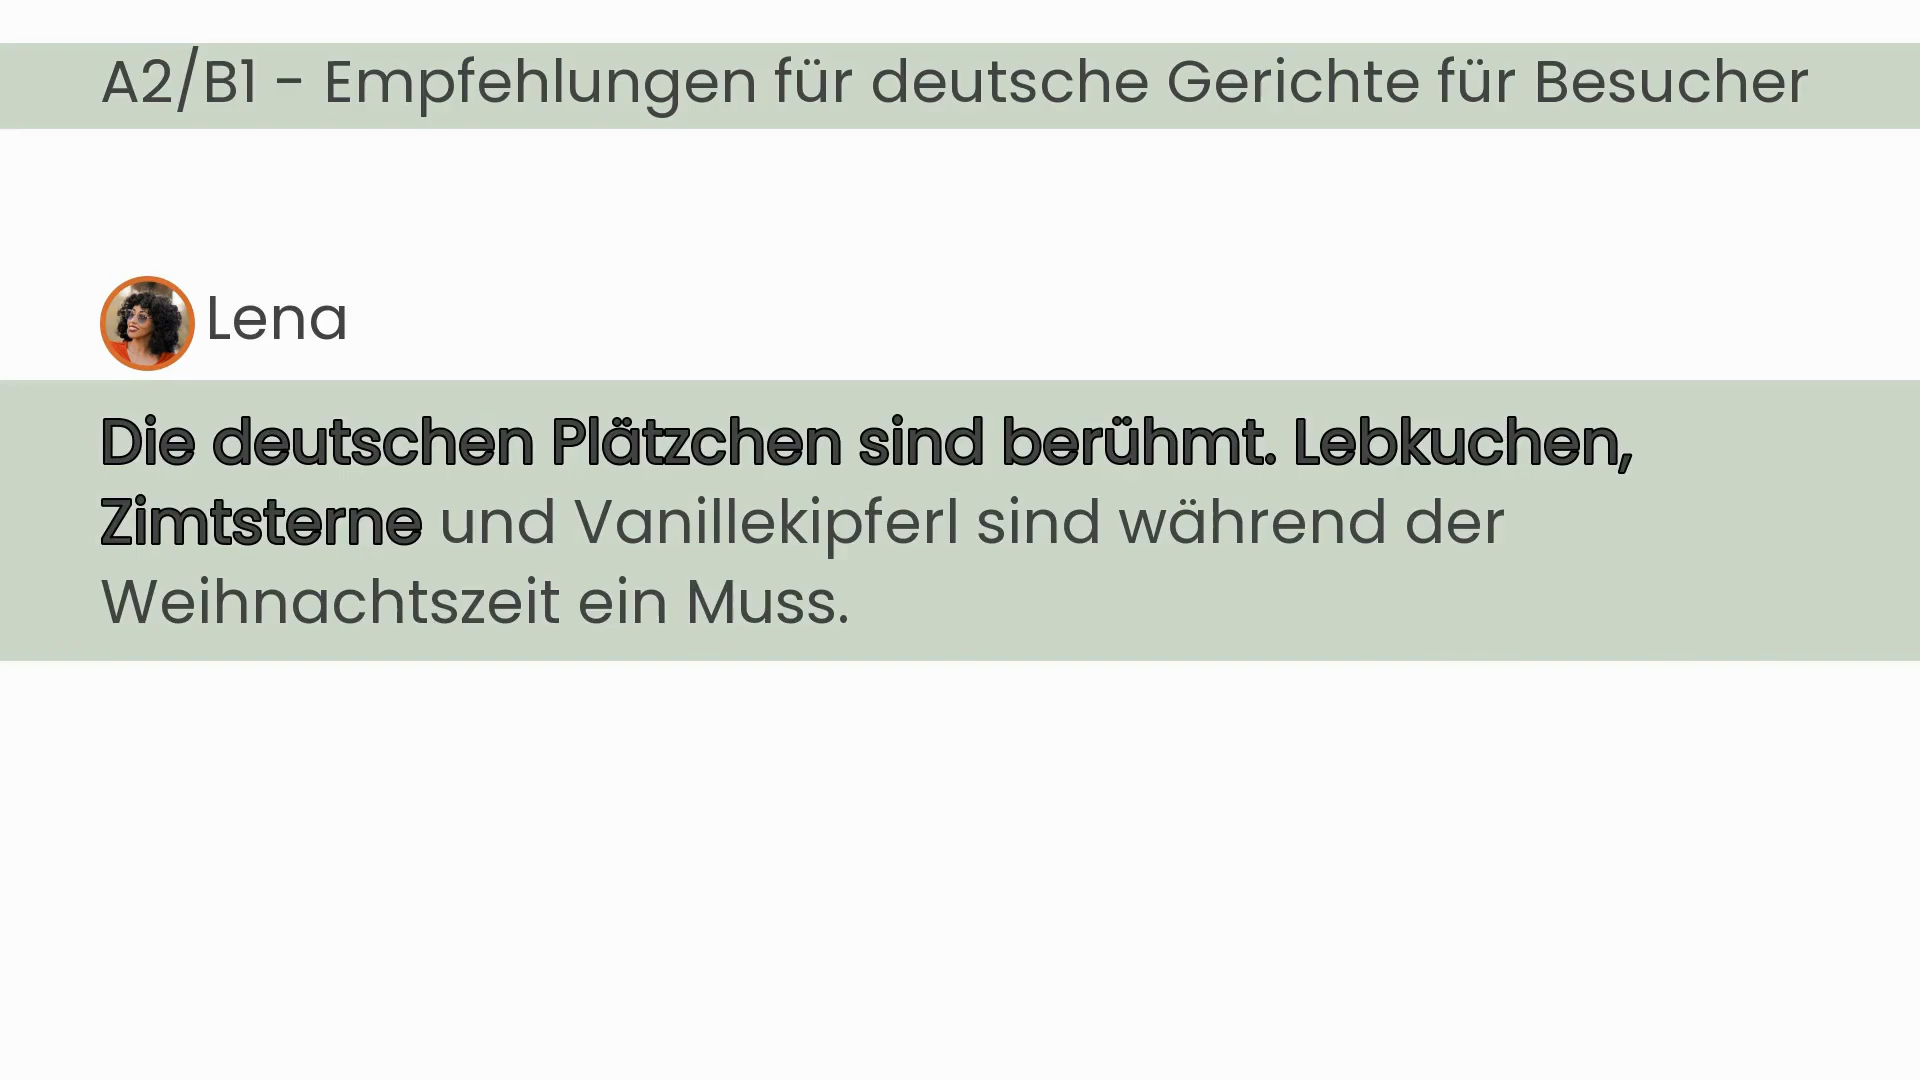 A2/B1 - Empfehlungen für deutsche Gerichte für Besucher
Lena
Die deutschen Plätzchen sind berühmt. Lebkuchen,
Zimtsterne und Vanillekipferl sind während der
Weihnachtszeit ein Muss.